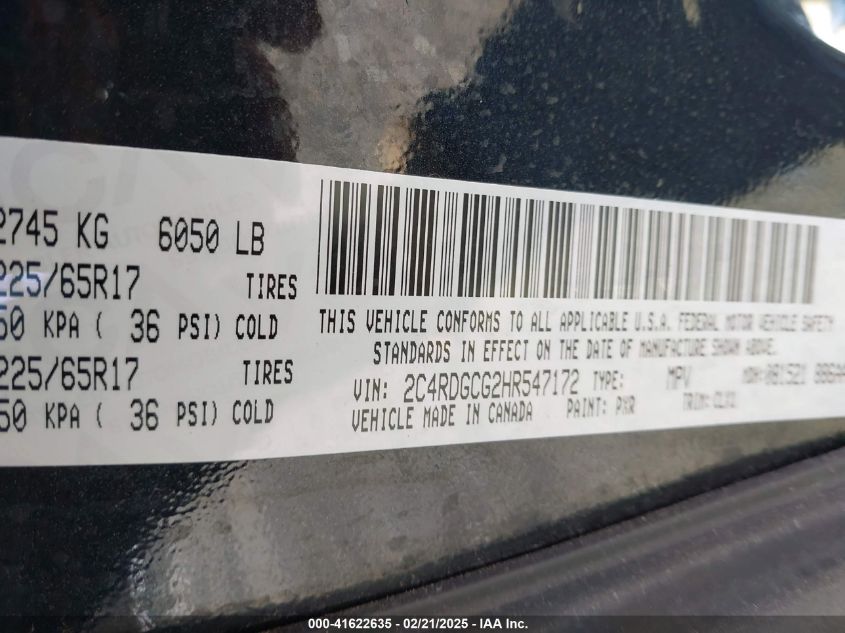 2745 KG 6050 LB
225/65R17 TIRES
50 KPA ( 36 PSI) COLD
225/65R17 TIRES
50 KPA ( 36 PSI) COLD
THIS VEHICLE CONFORMS TO ALL APPLICABLE U.S.A. FEDERAL MOTOR VEHICLE SAFETY
STANDARDS IN EFFECT ON THE DATE OF MANUFACTURE SHOWN ABOVE.
VIN: 2C4RDGCG2HR547172 TYPE: MPV MDH:081521
VEHICLE MADE IN CANADA PAINT: PXR TRIM:
000-41622635 - 02/21/2025 - IAA Inc.